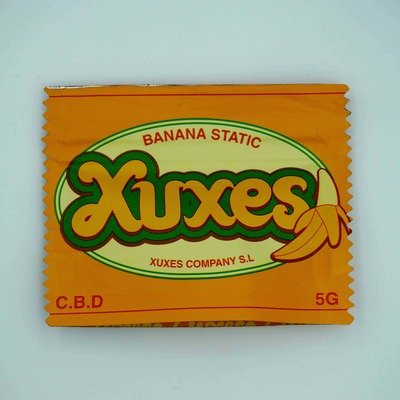 BANANA STATIC
Xuxes
XUXES COMPANY S.L
C.B.D
5G